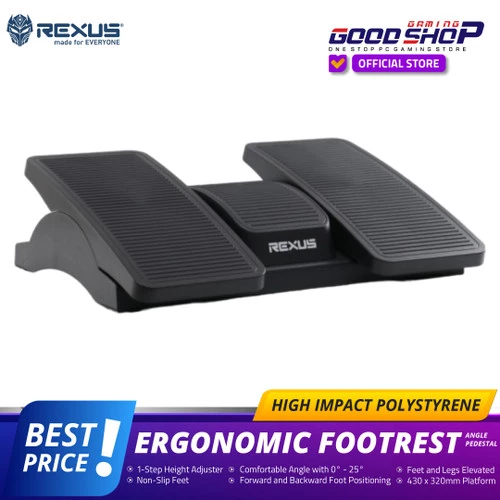 REXUS®
made for EVERYONE
GAMING
GOODSHOP
ONE STOP PC GAMING STORE
OFFICIAL STORE
REXUS
HIGH IMPACT POLYSTYRENE
BEST
PRICE!
ERGONOMIC FOOTREST
ANGLE
PEDESTAL
• 1-Step Height Adjuster
• Comfortable Angle with 0° - 25°
• Feet and Legs Elevated
• Non-Slip Feet
• Forward and Backward Foot Positioning
• 430 x 320mm Platform